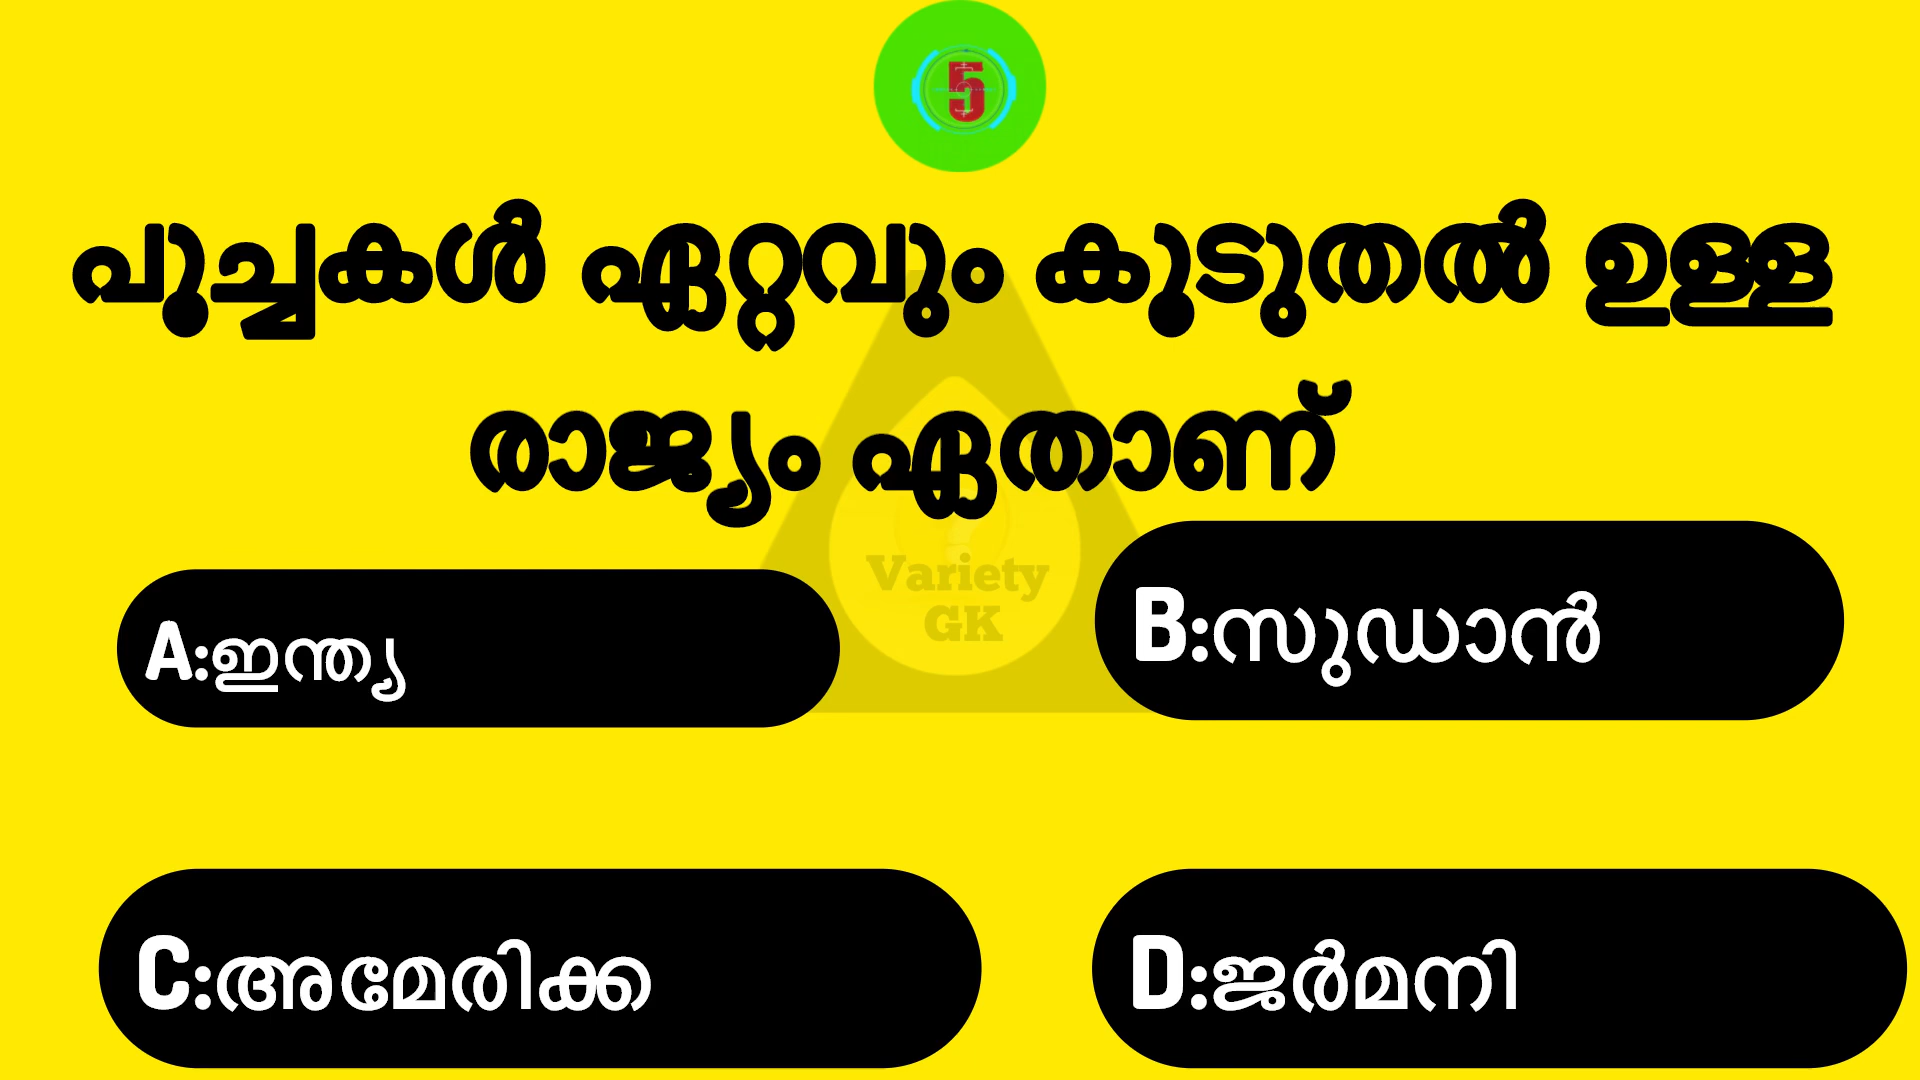 5
പൂച്ചകൾ ഏറ്റവും കൂടുതൽ ഉള്ള
രാജ്യം ഏതാണ്
Variety
GK
A:ഇന്ത്യ
B:സുഡാൻ
C:അമേരിക്ക
D:ജർമനി